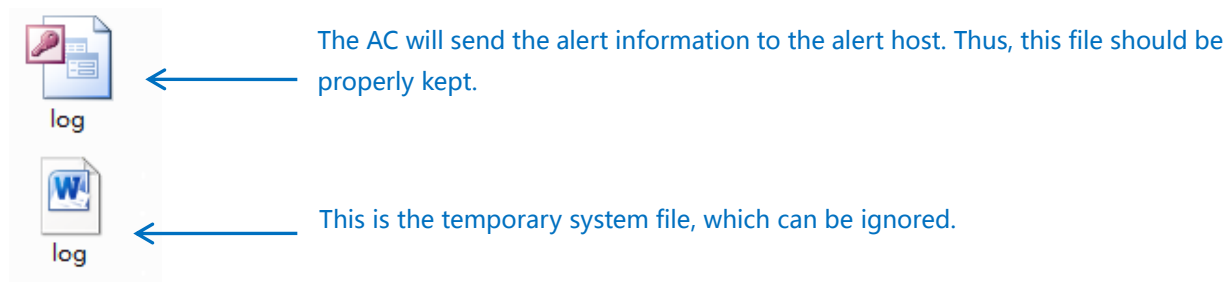 The AC will send the alert information to the alert host. Thus, this file should be
properly kept.
log
W
This is the temporary system file, which can be ignored.
log